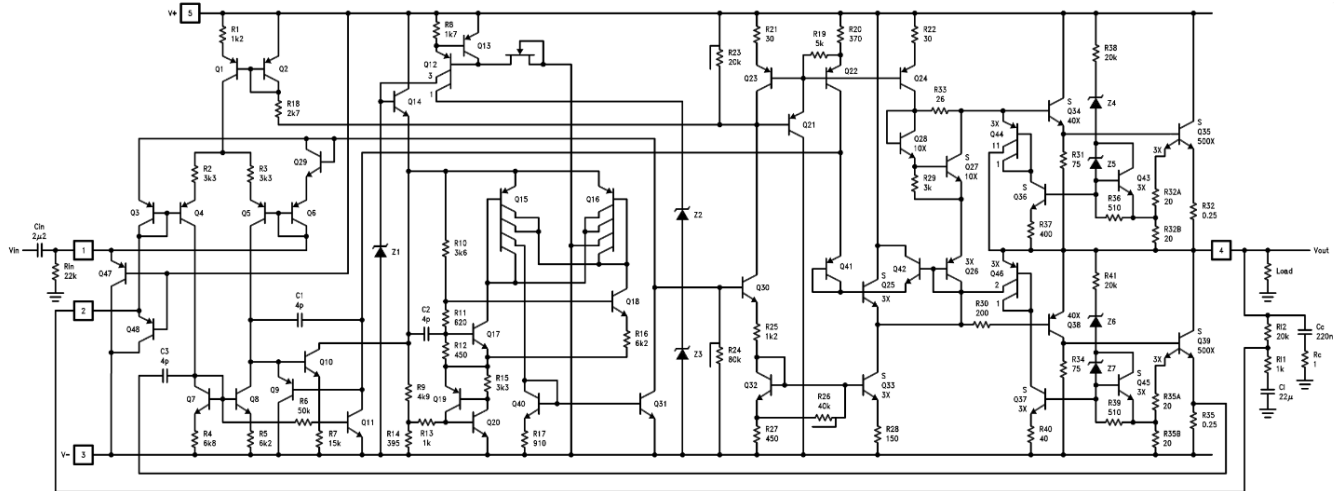 V+ 5
R1
1k2
Q1
Q2
R18
2k7
R8
1k7
Q13
Q12
3
1
Q14
R23
20k
R21
30
Q23
R19
5k
R20
370
Q22
R22
30
Q24
Q21
R33
26
Q28
10X
Q27
10X
R29
3k
S
Q34
40X
3X
Q44
11
1
Q36
R37
400
R31
75
R38
20k
Z4
Z5
Q43
3X
R36
510
S
Q35
500X
3X
R32A
20
R32B
20
R32
0.25
R2
3k3
R3
3k3
Q29
Q3
Q4
Q5
Q6
Cin
2µ2
Vin
1
Rin
22k
Q47
2
Q48
C1
4p
C3
4p
Q7
Q8
Q9
Q10
Q11
R6
50k
R4
6k8
R5
6k2
R7
15k
V- 3
Z1
R10
3k6
R11
620
R12
450
C2
4p
Q15
Q16
Q17
Q18
R16
6k2
R9
4k9
Q19
R15
3k3
Q20
R14
395
R13
1k
Q40
R17
910
Q31
Z2
Z3
R24
80k
Q30
R25
1k2
Q32
R27
450
R26
40k
S
Q33
3X
R28
150
Q41
S
Q25
3X
Q42
3X
Q26
R30
200
3X
Q46
2
1
40X
Q38
R34
75
S
Q37
3X
R40
40
R41
20k
Z6
Z7
S
Q45
3X
R39
510
S
Q39
500X
3X
R35A
20
R35B
20
R35
0.25
4
Vout
Load
Rf2
20k
Rf1
1k
Cf
22µ
Cc
220n
Rc
1